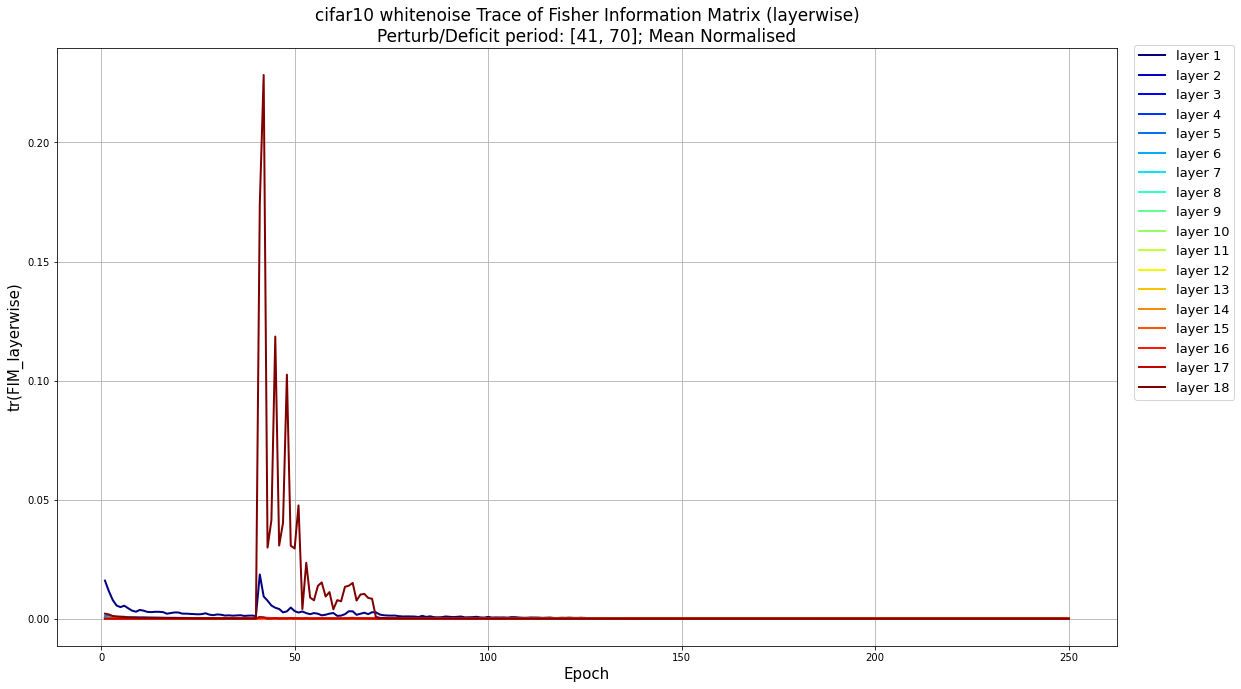 cifar10 whitenoise Trace of Fisher Information Matrix (layerwise)
Perturb/Deficit period: [41, 70]; Mean Normalised
tr(FIM_layerwise)
0.20
0.15
0.10
0.05
0.00
0
50
100
150
200
250
Epoch
layer 1
layer 2
layer 3
layer 4
layer 5
layer 6
layer 7
layer 8
layer 9
layer 10
layer 11
layer 12
layer 13
layer 14
layer 15
layer 16
layer 17
layer 18